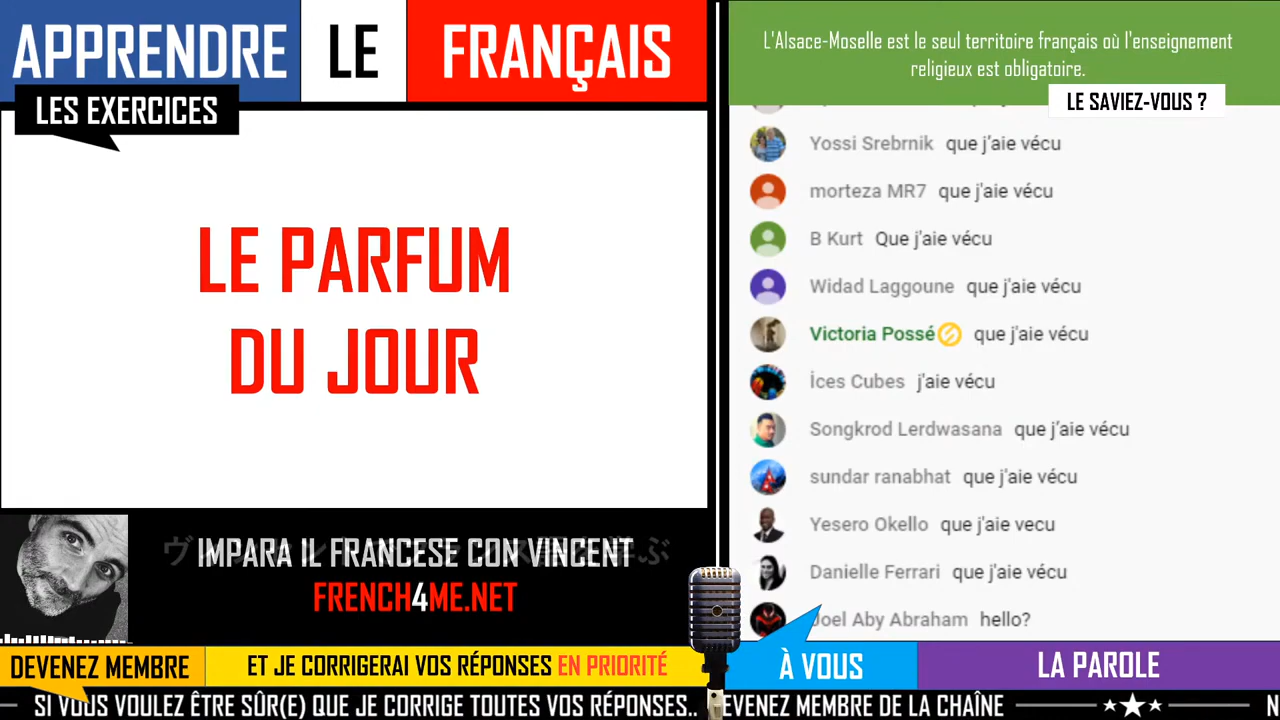 APPRENDRE LE FRANÇAIS
LES EXERCICES
LE PARFUM
DU JOUR
IMPARA IL FRANCESE CON VINCENT
FRENCH4ME.NET
DEVENEZ MEMBRE
ET JE CORRIGERAI VOS RÉPONSES EN PRIORITÉ
L'Alsace-Moselle est le seul territoire français où l'enseignement
religieux est obligatoire.
LE SAVIEZ-VOUS ?
Yossi Srebrnik que j'aie vécu
morteza MR7 que j'aie vécu
B Kurt Que j'aie vécu
Widad Laggoune que j'aie vécu
Victoria Possé que j'aie vécu
İces Cubes j'aie vécu
Songkrod Lerdwasana que j'aie vécu
sundar ranabhat que j'aie vécu
Yesero Okello que j'aie vecu
Danielle Ferrari que j'aie vécu
Joel Aby Abraham hello?
À VOUS
LA PAROLE
SI VOUS VOULEZ ÊTRE SÛR(E) QUE JE CORRIGE TOUTES VOS RÉPONSES.. DEVENEZ MEMBRE DE LA CHAÎNE